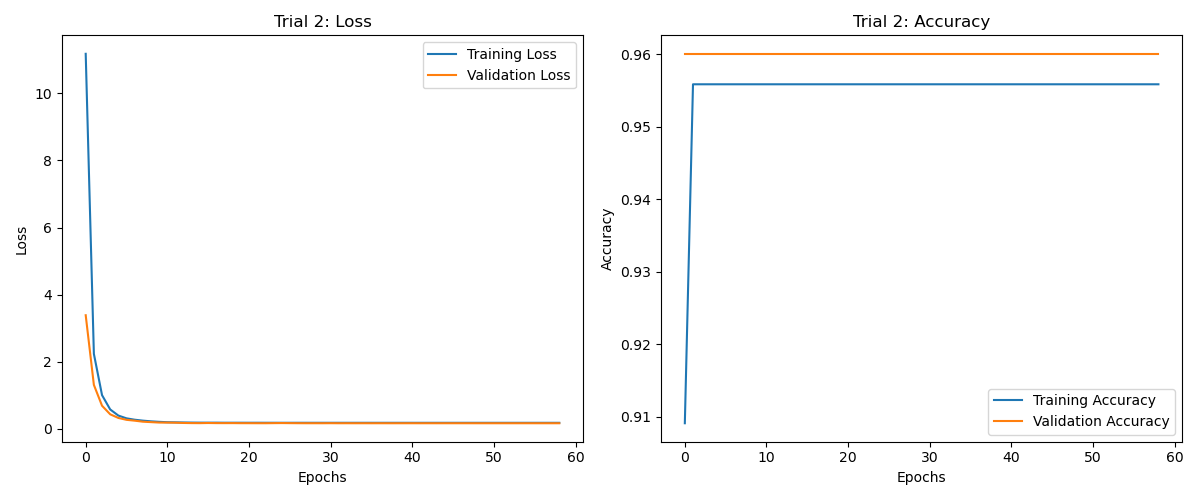 Trial 2: Loss
Training Loss
Validation Loss
10
8
6
4
2
0
Loss
0 10 20 30 40 50 60
Epochs
Trial 2: Accuracy
0.96
0.95
0.94
0.93
0.92
0.91
Accuracy
Training Accuracy
Validation Accuracy
0 10 20 30 40 50 60
Epochs